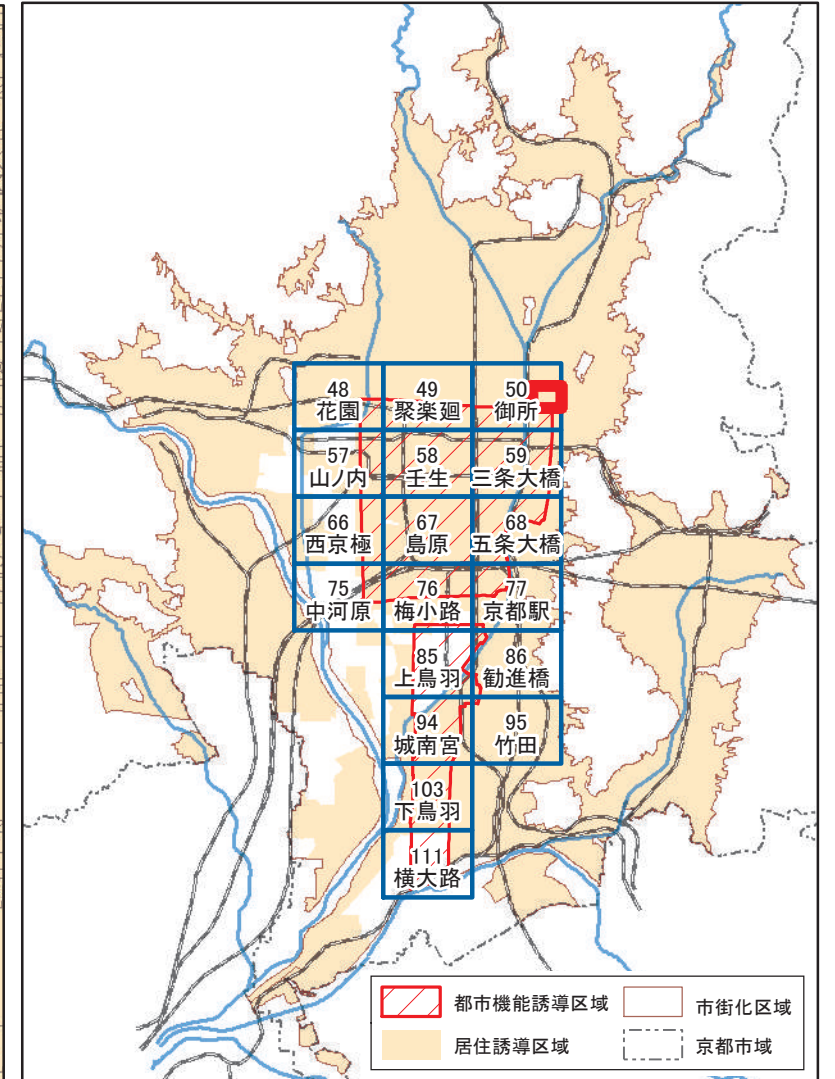 48
花園
49
聚楽廻
50
御所
57
山ノ内
58
壬生
59
三条大橋
66
西京極
67
島原
68
五条大橋
75
中河原
76
梅小路
77
京都駅
85
上鳥羽
86
勧進橋
94
城南宮
95
竹田
103
下鳥羽
111
横大路
都市機能誘導区域
市街化区域
居住誘導区域
京都市域